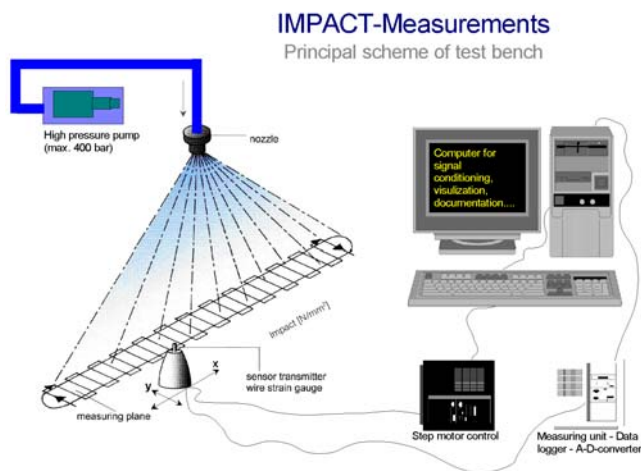 IMPACT-Measurements
Principal scheme of test bench
High pressure pump
(max. 400 bar)
nozzle
Computer for
signal
conditioning,
visulization,
documentation....
Impact [N/mm²]
x
y
sensor transmitter
wire strain gauge
measuring plane
Step motor control
Measuring unit - Data
logger - A-D-converter